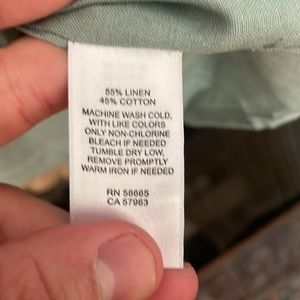 55% LINEN
45% COTTON
MACHINE WASH COLD,
WITH LIKE COLORS
ONLY NON-CHLORINE
BLEACH IF NEEDED
TUMBLE DRY LOW,
REMOVE PROMPTLY
WARM IRON IF NEEDED
RN 58665
CA 57963